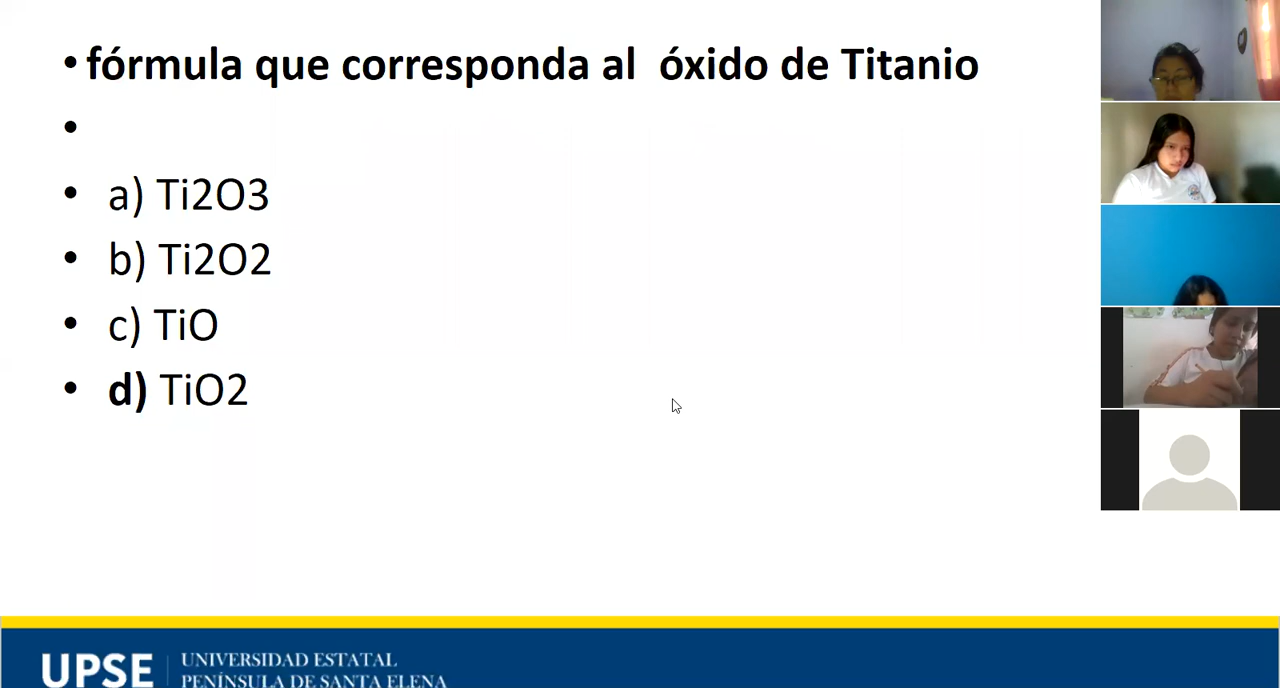 • fórmula que corresponda al óxido de Titanio
•
• a) Ti2O3
• b) Ti2O2
• c) TiO
• d) TiO2
UPSE
UNIVERSIDAD ESTATAL
PENÍNSULA DE SANTA ELENA